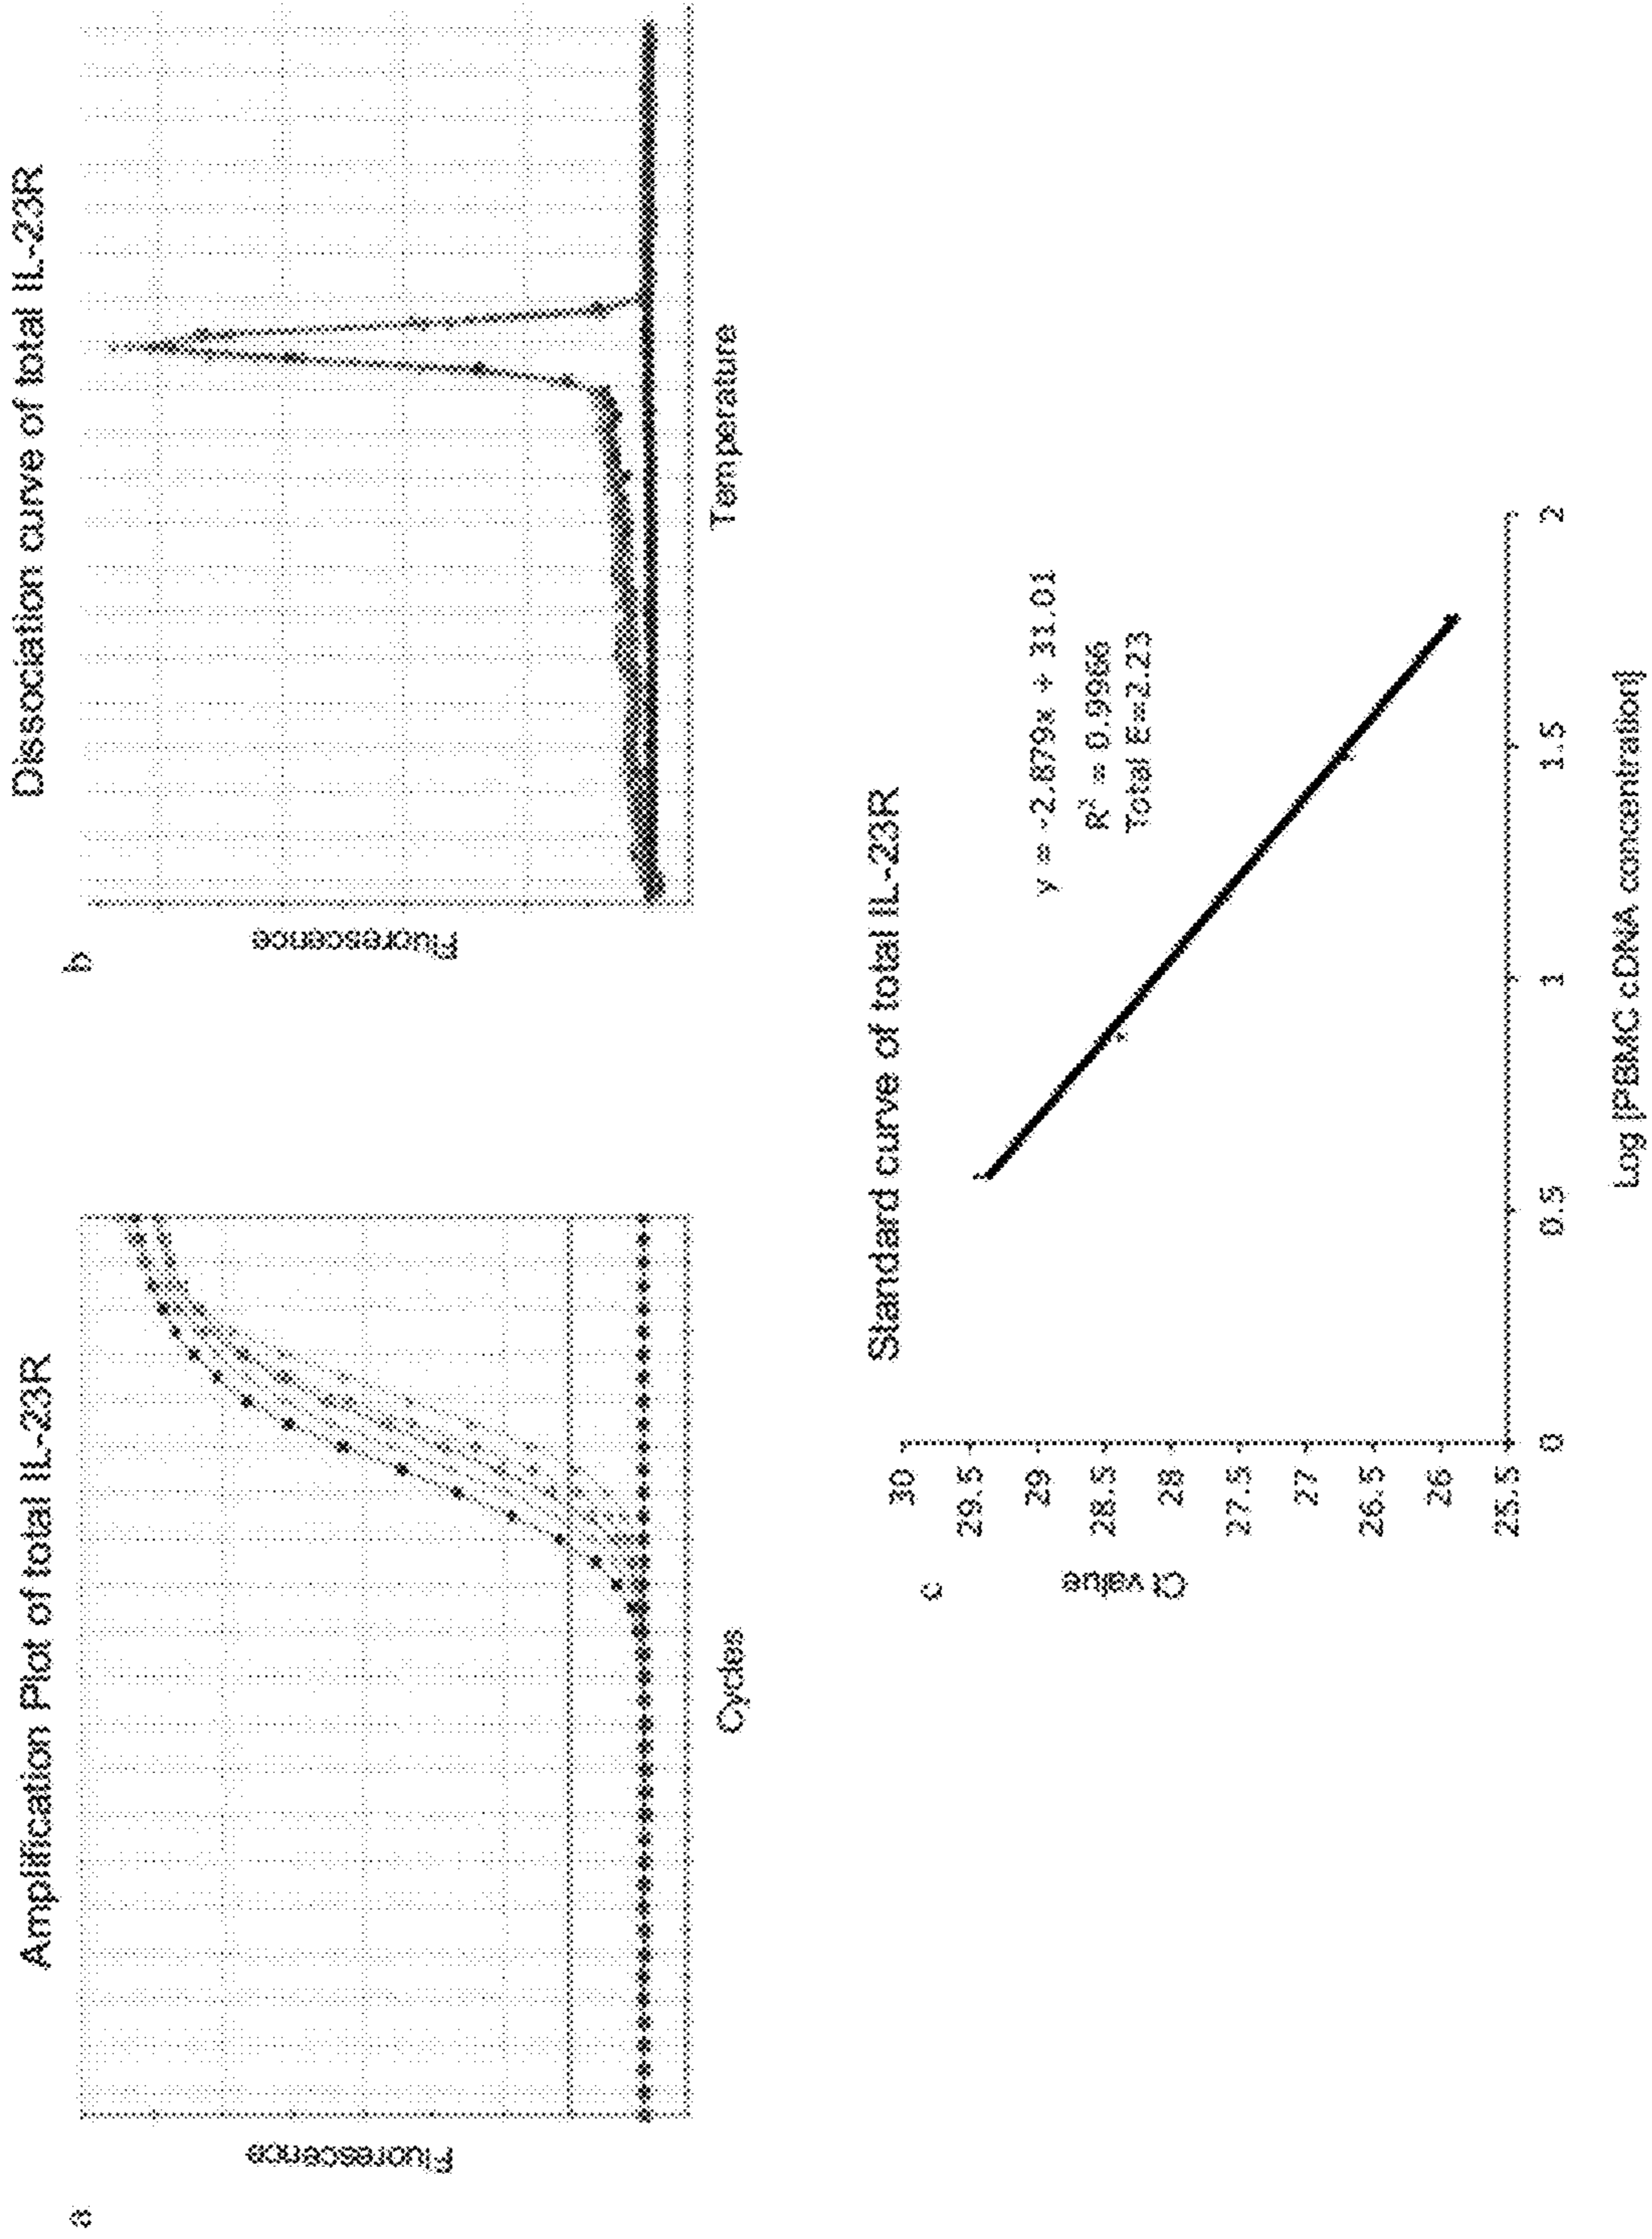 a
Amplification Plot of total IL-23R
Fluorescence
Cycles
b
Dissociation curve of total IL-23R
Fluorescence
Temperature
c
Standard curve of total IL-23R
Ct value
30
29.5
29
28.5
28
27.5
27
26.5
26
25.5
0
0.5
1
1.5
2
y = -2.879x + 31.01
R² = 0.9966
Total E=2.23
Log [PBMC cDNA concentration]